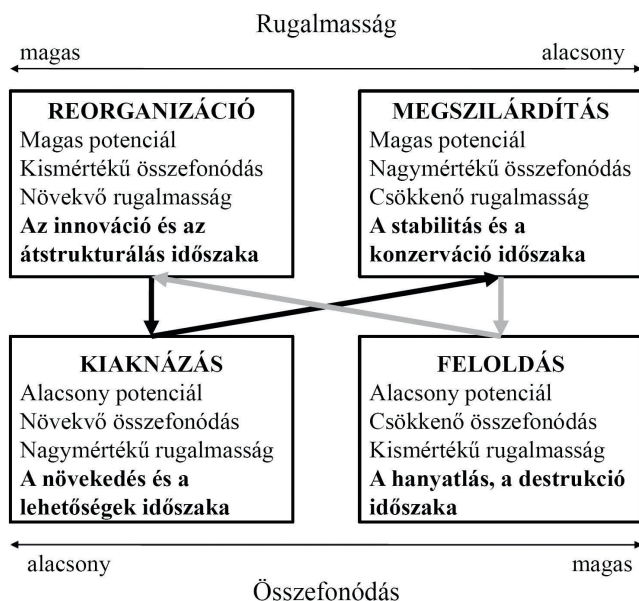 Rugalmasság
magas alacsony
REORGANIZÁCIÓ
Magas potenciál
Kismértékű összefonódás
Növekvő rugalmasság
Az innováció és az
átstrukturálás időszaka
MEGSZILÁRDÍTÁS
Magas potenciál
Nagymértékű összefonódás
Csökkenő rugalmasság
A stabilitás és a
konzerváció időszaka
KIAKNÁZÁS
Alacsony potenciál
Növekvő összefonódás
Nagymértékű rugalmasság
A növekedés és a
lehetőségek időszaka
FELOLDÁS
Alacsony potenciál
Csökkenő összefonódás
Kismértékű rugalmasság
A hanyatlás, a destrukció
időszaka
alacsony magas
Összefonódás